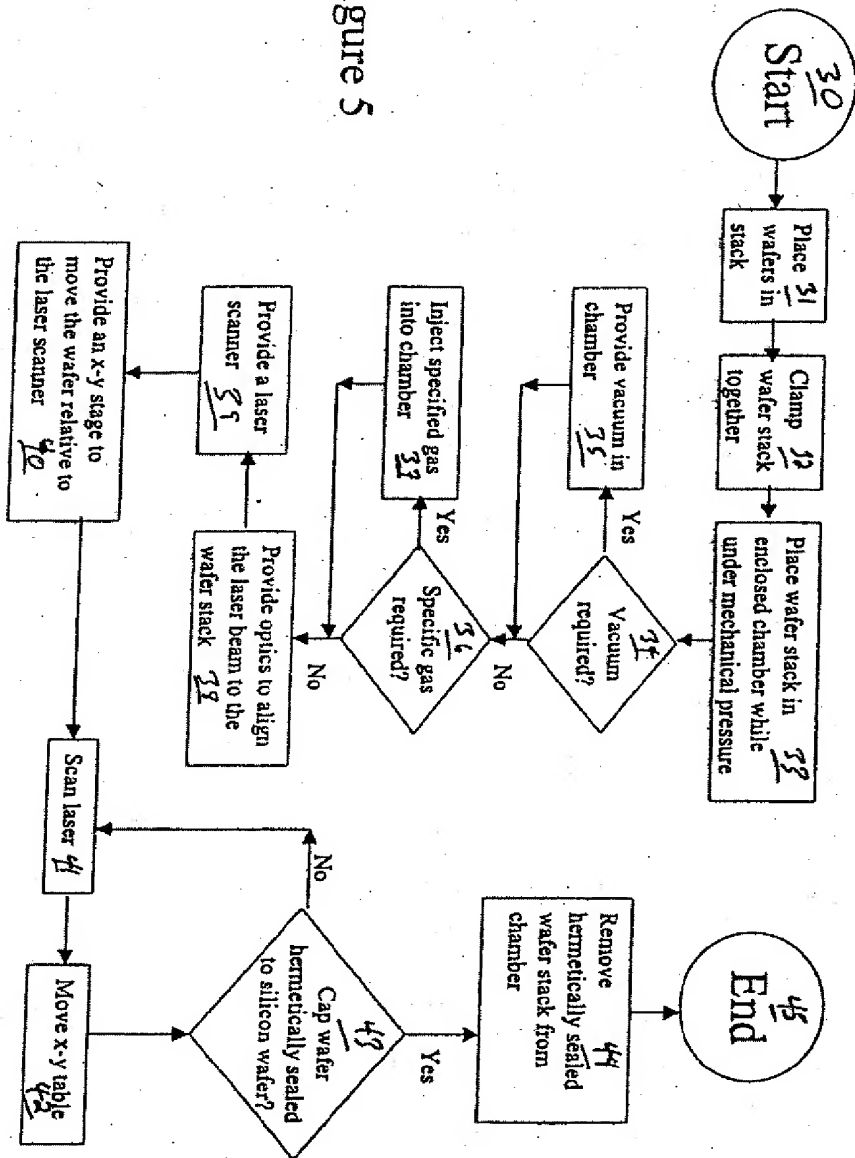 30
Start
Place 31
wafers in
stack
Clamp 32
wafer stack
together
Place wafer stack in
enclosed chamber while 33
under mechanical pressure
34
Vacuum
required?
Yes
No
Provide vacuum in
chamber 35
36
Specific gas
required?
Yes
No
Inject specified gas
into chamber 37
Provide optics to align
the laser beam to the
wafer stack 38
Provide a laser
scanner 39
Provide an x-y stage to
move the wafer relative to
the laser scanner 40
Scan laser 41
Move x-y table
42
43
Cap wafer
hermetically sealed
to silicon wafer?
No
Yes
Remove 44
hermetically sealed
wafer stack from
chamber
45
End
gure 5